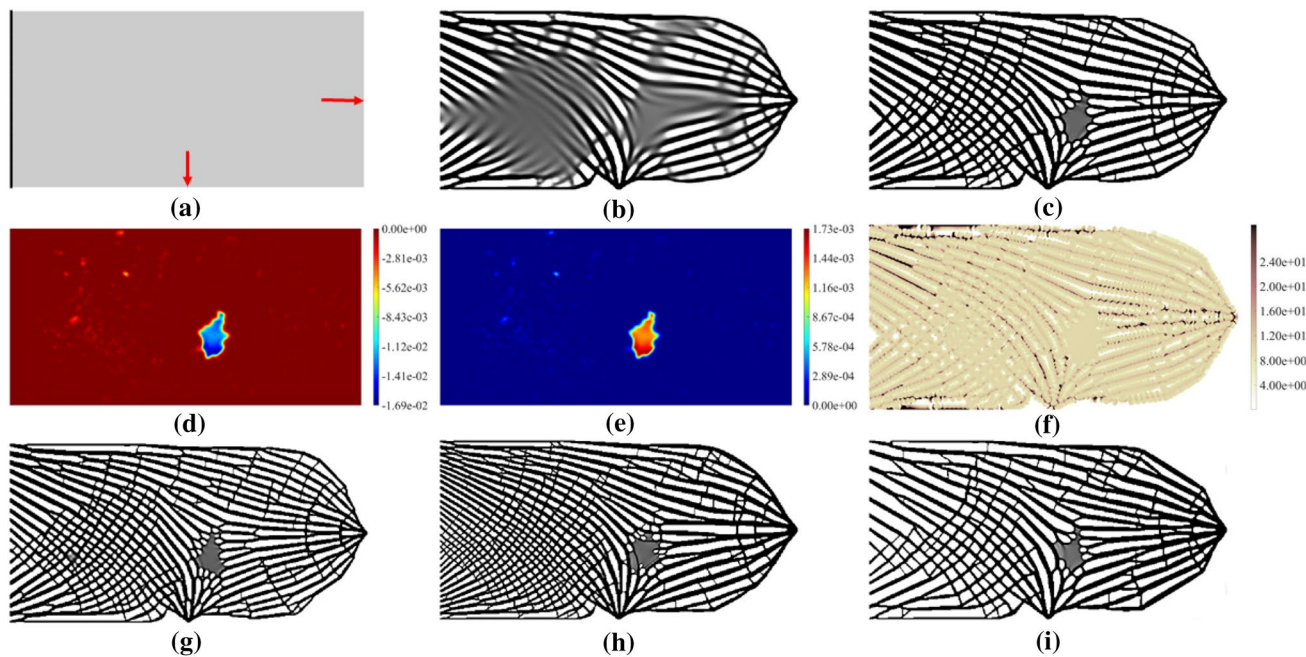 (a)
(b)
(c)
0.00e+00
-2.81e-03
-5.62e-03
-8.43e-03
-1.12e-02
-1.41e-02
-1.69e-02
(d)
1.73e-03
1.44e-03
1.16e-03
8.67e-04
5.78e-04
2.89e-04
0.00e+00
(e)
2.40e+01
2.00e+01
1.60e+01
1.20e+01
8.00e+00
4.00e+00
(f)
(g)
(h)
(i)